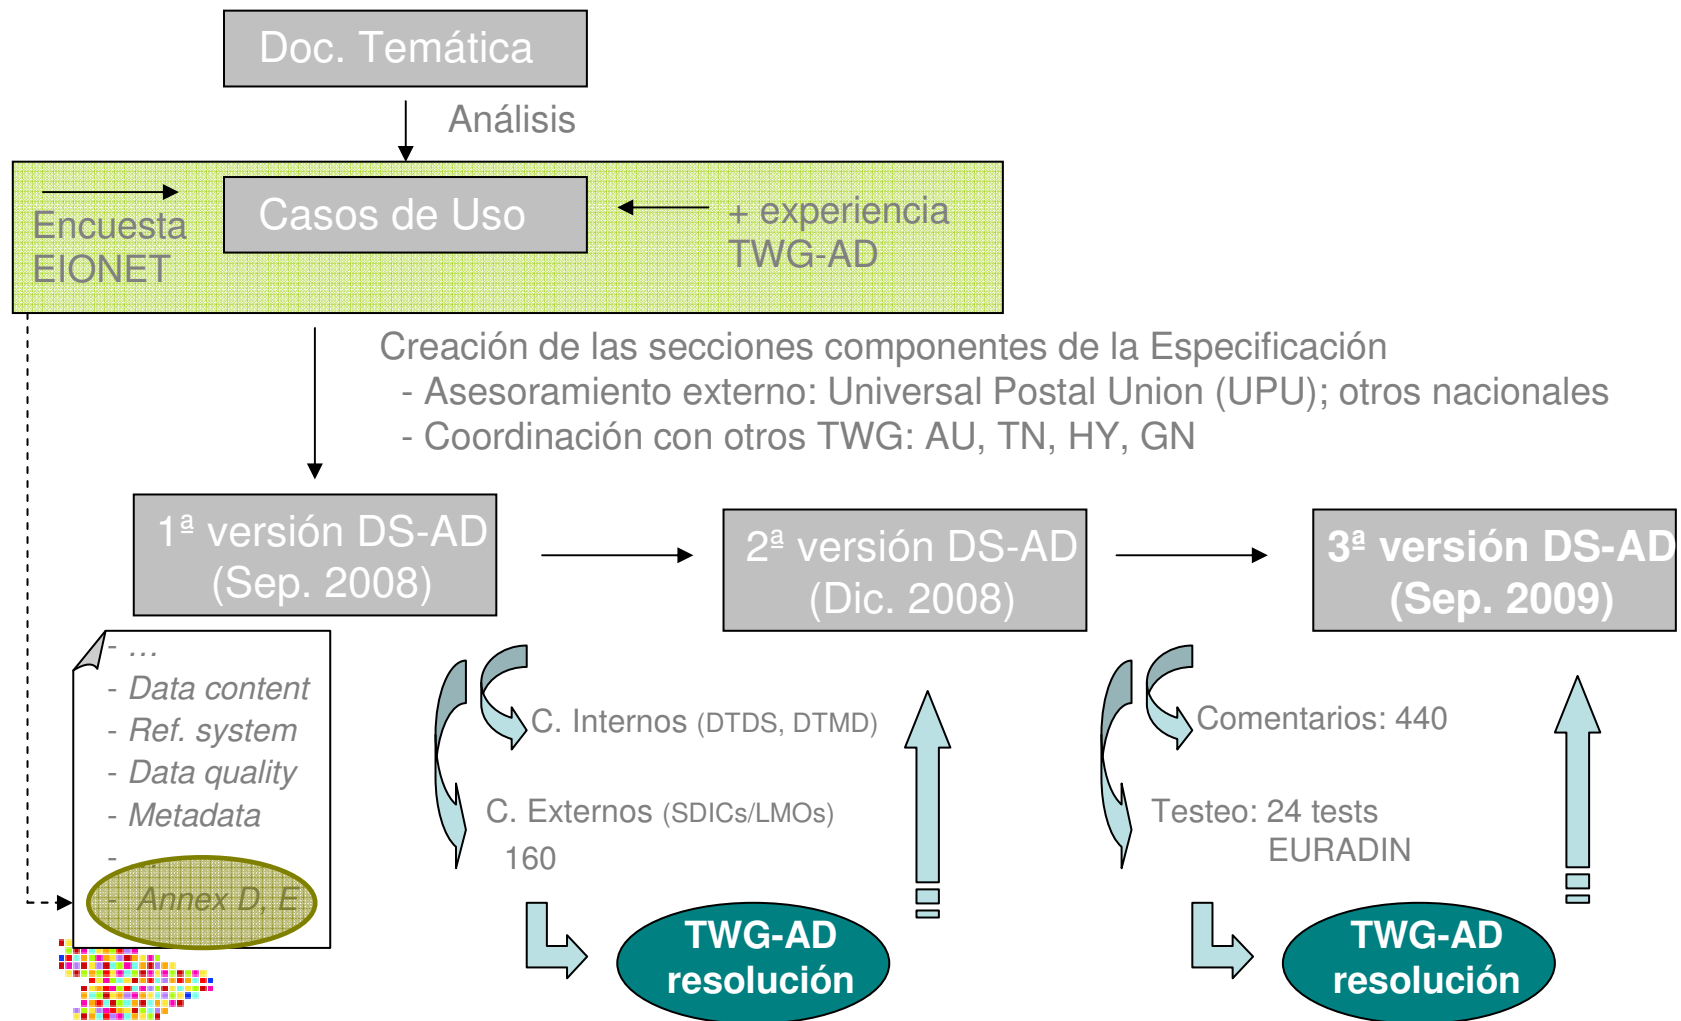 Doc. Temática
Análisis
Encuesta
EIONET
Casos de Uso
+ experiencia
TWG-AD
Creación de las secciones componentes de la Especificación
- Asesoramiento externo: Universal Postal Union (UPU); otros nacionales
- Coordinación con otros TWG: AU, TN, HY, GN
1ª versión DS-AD
(Sep. 2008)
2ª versión DS-AD
(Dic. 2008)
3ª versión DS-AD
(Sep. 2009)
- ...
- Data content
- Ref. system
- Data quality
- Metadata
- ...
- Annex D, E
C. Internos (DTDS, DTMD)
C. Externos (SDICs/LMOs)
160
TWG-AD
resolución
Comentarios: 440
Testeo: 24 tests
EURADIN
TWG-AD
resolución